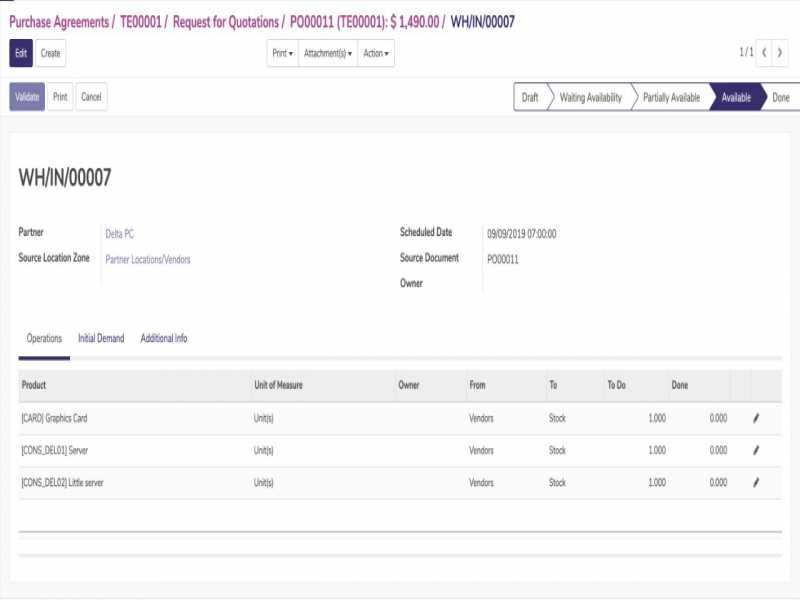 Purchase Agreements / TE00001 / Request for Quotations / PO00011 (TE00001): $ 1,490.00 / WH/IN/00007
Edit Create Print Attachment(s) Action 1 / 1
Validate Print Cancel Draft Waiting Availability Partially Available Available Done
WH/IN/00007
Partner Delta PC Scheduled Date 09/09/2019 07:00:00
Source Location Zone Partner Locations/Vendors Source Document PO00011
Owner
Operations Initial Demand Additional Info
Product Unit of Measure Owner From To To Do Done
[CARD] Graphics Card Unit(s) Vendors Stock 1.000 0.000
[CONS_DEL01] Server Unit(s) Vendors Stock 1.000 0.000
[CONS_DEL02] Little server Unit(s) Vendors Stock 1.000 0.000